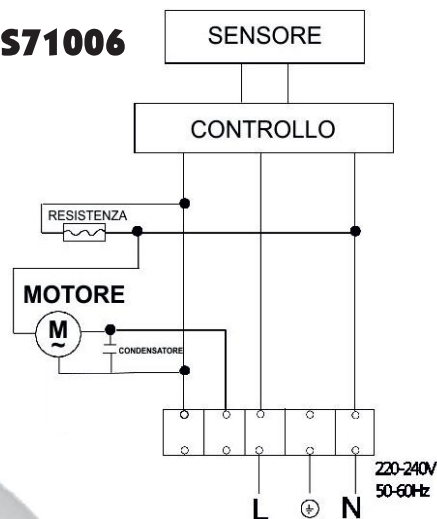 S71006
SENSORE
CONTROLLO
RESISTENZA
MOTORE
M
~
CONDENSATORE
220-240V
50-60Hz
L
N